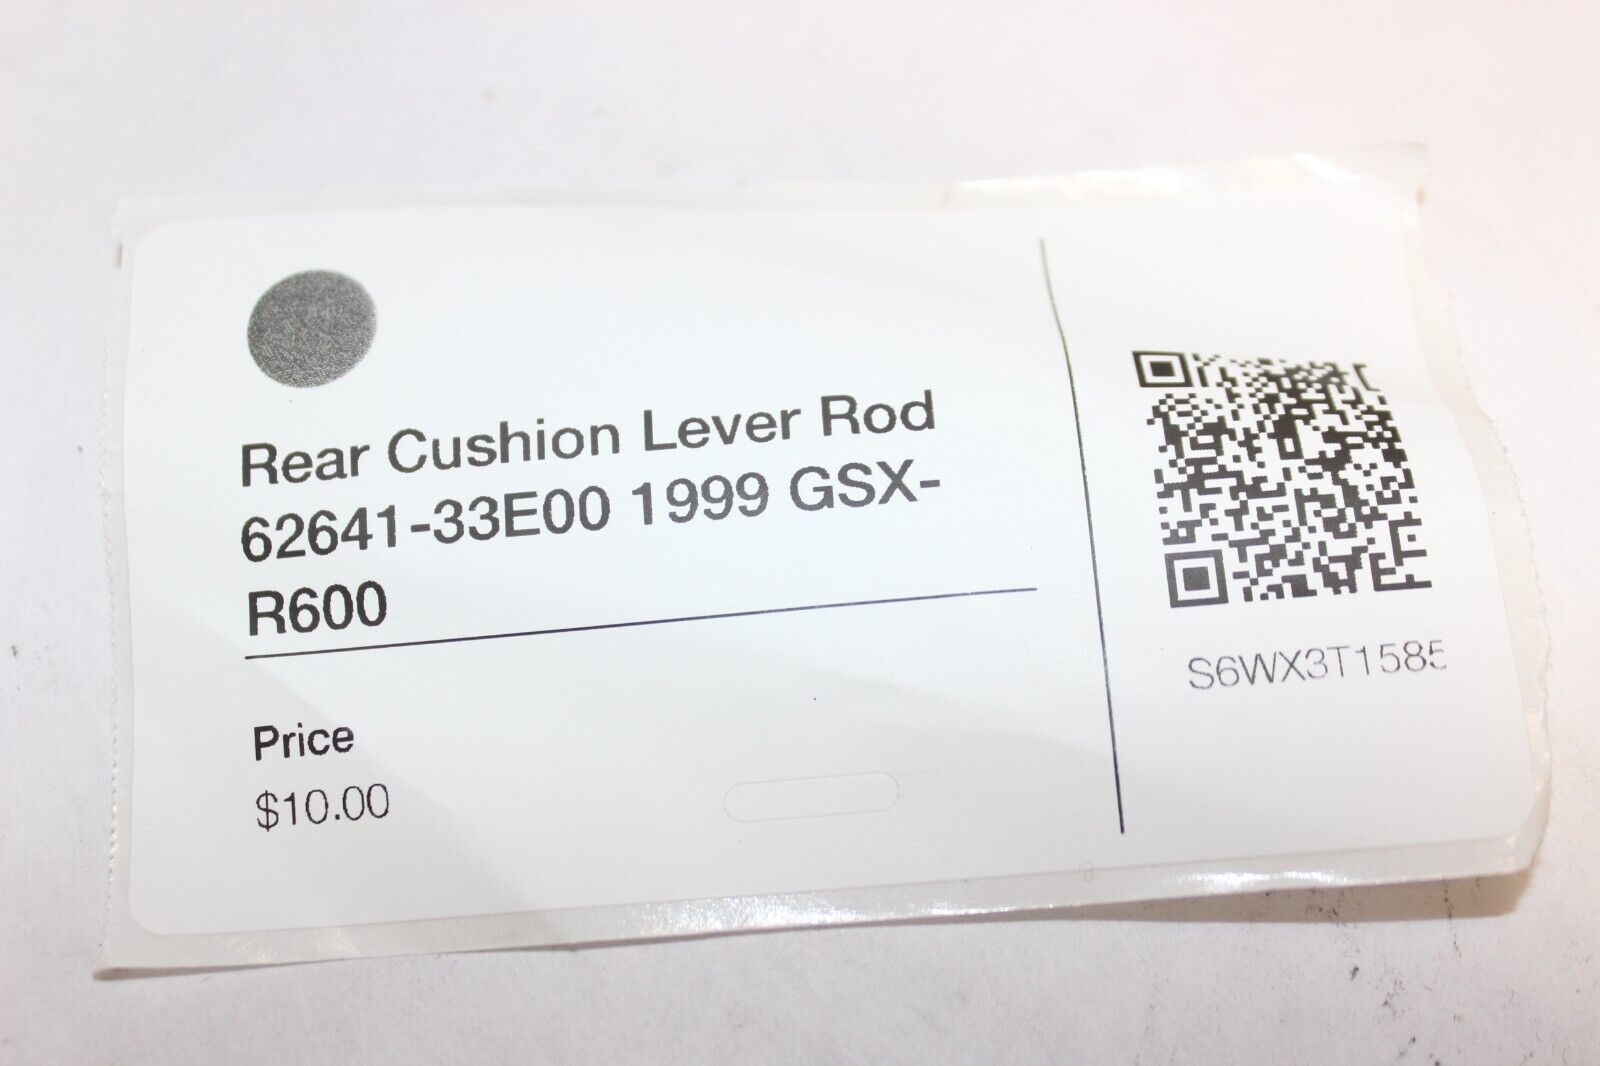 Rear Cushion Lever Rod
62641-33E00 1999 GSX-
R600
Price
$10.00
S6WX3T1585